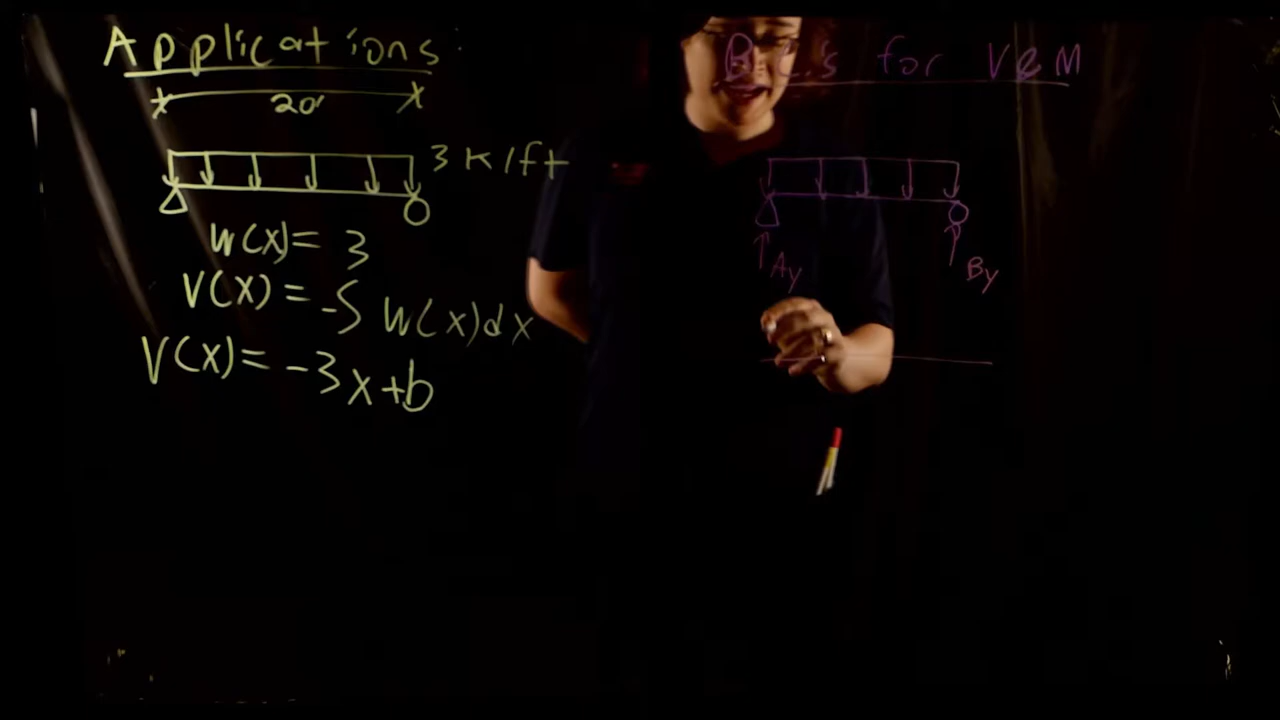 Applications:
20'
3 K/ft
W(x)= 3
V(x) = -∫ W(x)dx
V(x)= -3x+b
B.C.s for V&M
Ay
By